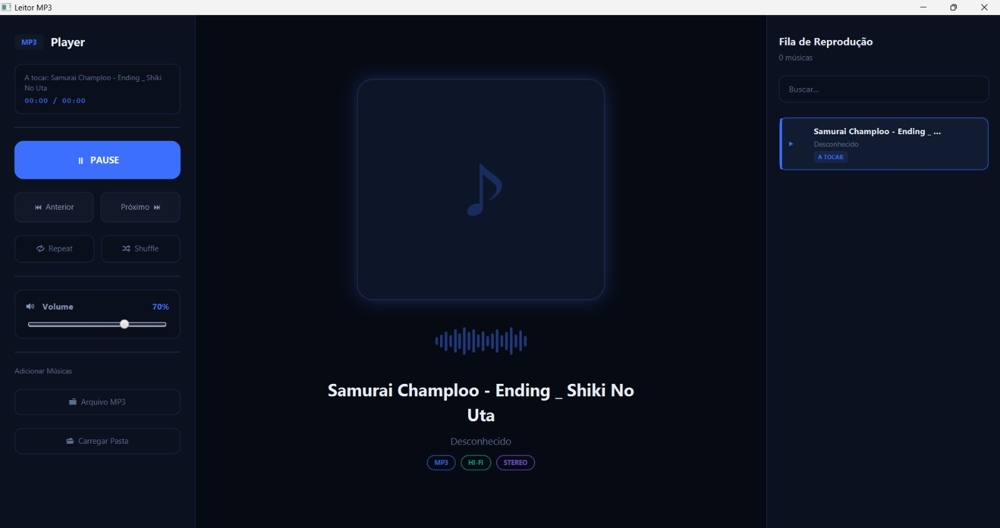 Leitor MP3
MP3 Player
A tocar: Samurai Champloo - Ending _ Shiki
No Uta
00:00 / 00:00
PAUSE
Anterior
Próximo
Repeat
Shuffle
Volume 70%
Adicionar Músicas
Arquivo MP3
Carregar Pasta
Samurai Champloo - Ending _ Shiki No
Uta
Desconhecido
MP3 HI-FI STEREO
Fila de Reprodução
0 músicas
Buscar...
Samurai Champloo - Ending _ ...
Desconhecido
A TOCAR